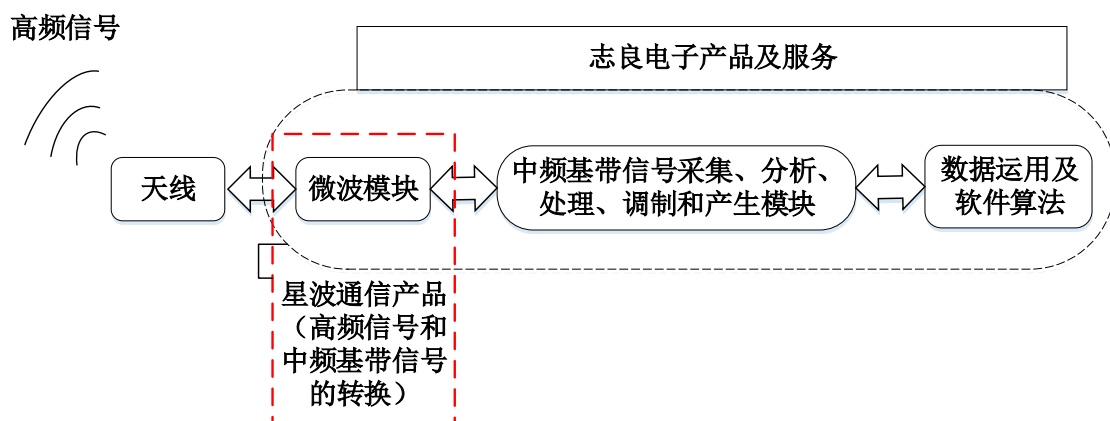 高频信号
志良电子产品及服务
天线
微波模块
中频基带信号采集、分析、
处理、调制和产生模块
数据运用及
软件算法
星波通信产品
（高频信号和
中频基带信号
的转换）